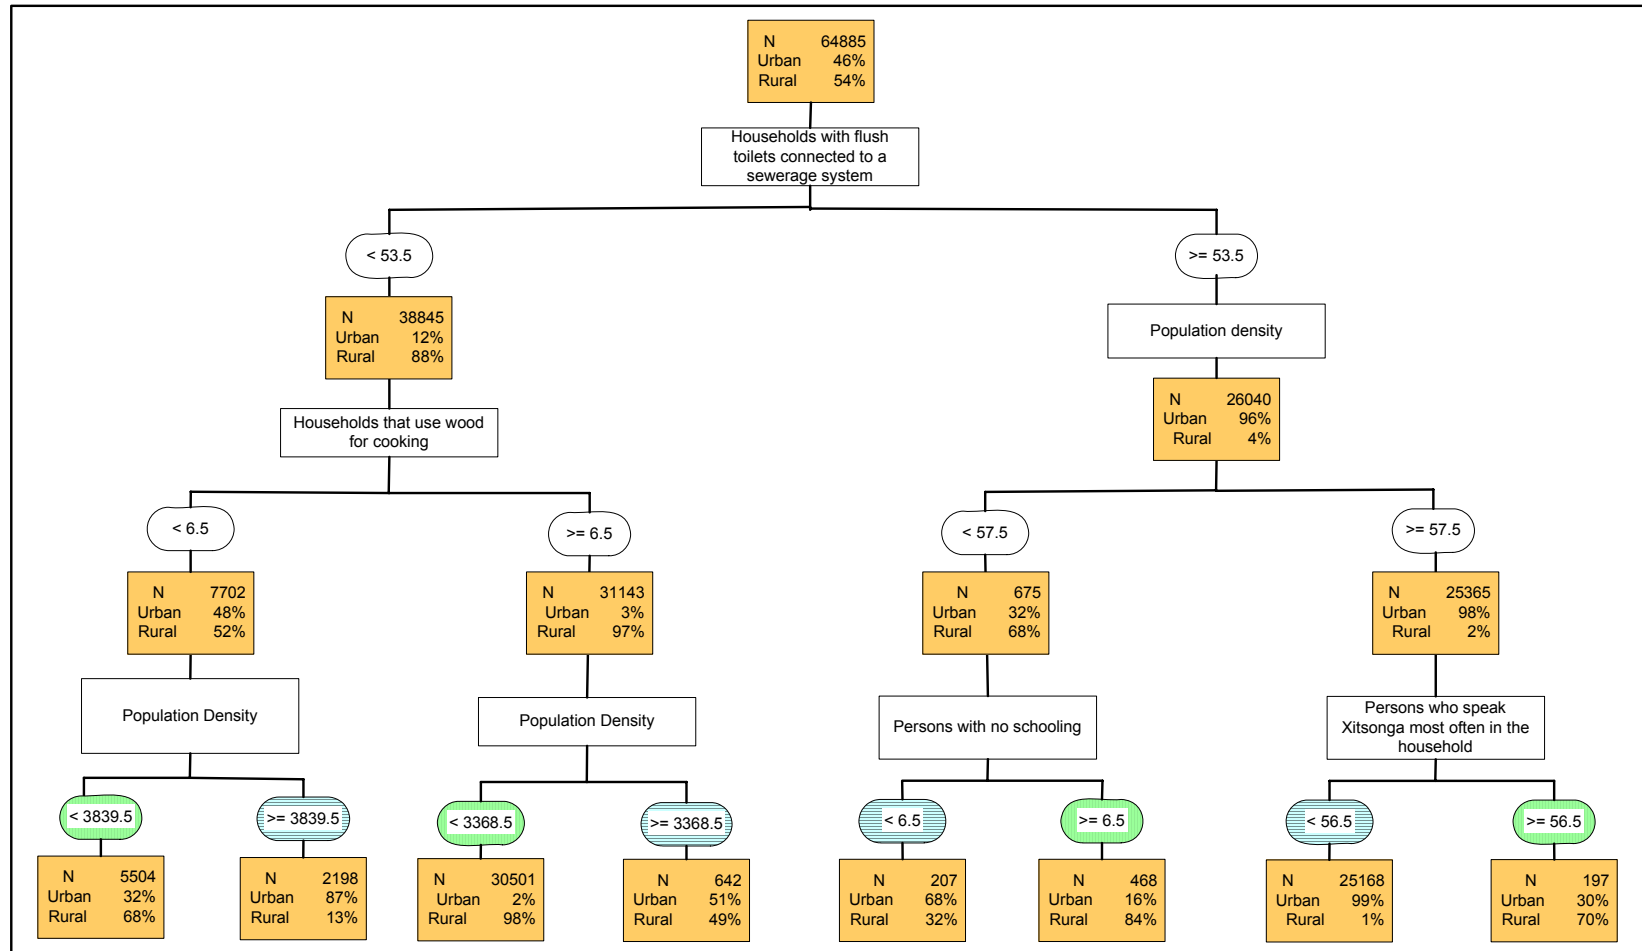 N 64885
Urban 46%
Rural 54%
Households with flush
toilets connected to a
sewerage system
< 53.5
>= 53.5
N 38845
Urban 12%
Rural 88%
Population density
N 26040
Urban 96%
Rural 4%
Households that use wood
for cooking
< 6.5
>= 6.5
< 57.5
>= 57.5
N 7702
Urban 48%
Rural 52%
N 31143
Urban 3%
Rural 97%
N 675
Urban 32%
Rural 68%
N 25365
Urban 98%
Rural 2%
Population Density
Population Density
Persons with no schooling
Persons who speak
Xitsonga most often in the
household
< 3839.5
>= 3839.5
< 3368.5
>= 3368.5
< 6.5
>= 6.5
< 56.5
>= 56.5
N 5504
Urban 32%
Rural 68%
N 2198
Urban 87%
Rural 13%
N 30501
Urban 2%
Rural 98%
N 642
Urban 51%
Rural 49%
N 207
Urban 68%
Rural 32%
N 468
Urban 16%
Rural 84%
N 25168
Urban 99%
Rural 1%
N 197
Urban 30%
Rural 70%